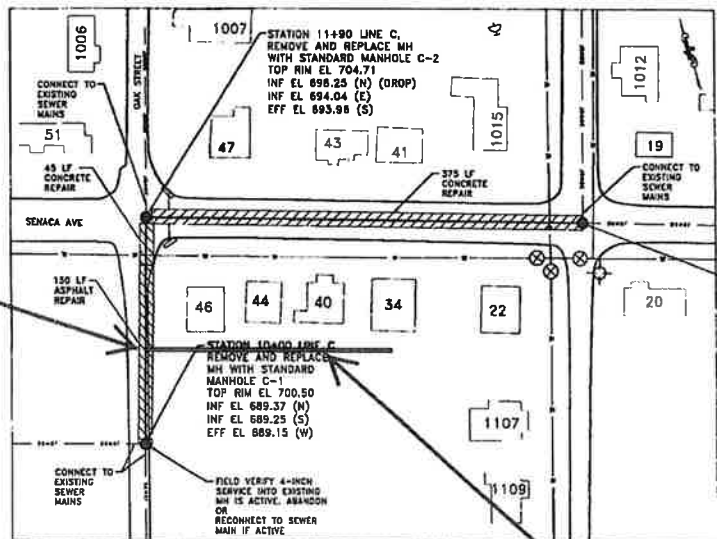 1006
1007
STATION 11+90 LINE C,
REMOVE AND REPLACE MH
WITH STANDARD MANHOLE C-2
TOP RIM EL 704.71
INF EL 698.25 (N) (DROP)
INF EL 694.04 (E)
EFF EL 693.98 (S)
OAK STREET
CONNECT TO
EXISTING
SEWER
MAINS
51
47
43
41
1015
1012
19
45 LF
CONCRETE
REPAIR
375 LF
CONCRETE
REPAIR
CONNECT TO
EXISTING
SEWER
MAINS
SENACA AVE
150 LF
ASPHALT
REPAIR
46
44
40
34
22
20
STATION 10+00 LINE C
REMOVE AND REPLACE
MH WITH STANDARD
MANHOLE C-1
TOP RIM EL 700.50
INF EL 689.37 (N)
INF EL 689.25 (S)
EFF EL 689.15 (W)
1107
1109
CONNECT TO
EXISTING
SEWER
MAINS
FIELD VERIFY 4-INCH
SERVICE INTO EXISTING
MH IS ACTIVE. ABANDON
OR
RECONNECT TO SEWER
MAIN IF ACTIVE